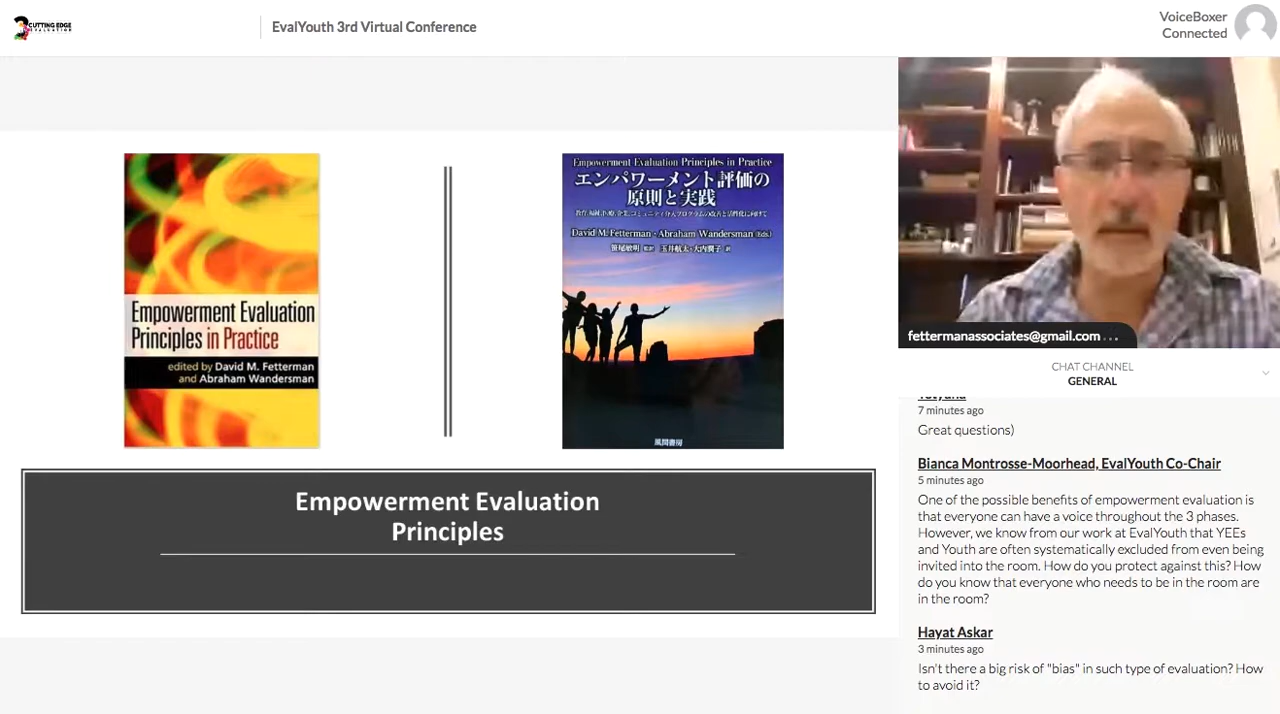 CUTTING EDGE
EvalYouth 3rd Virtual Conference
VoiceBoxer
Connected
Empowerment Evaluation
Principles in Practice
edited by David M. Fetterman
and Abraham Wandersman
Empowerment Evaluation Principles in Practice
エンパワーメント評価の
原則と実践
David M. Fetterman・Abraham Wandersman (Eds.)
風間書房
Empowerment Evaluation
Principles
fettermanassociates@gmail.com ...
CHAT CHANNEL
GENERAL
7 minutes ago
Great questions)
Bianca Montrosse-Moorhead, EvalYouth Co-Chair
5 minutes ago
One of the possible benefits of empowerment evaluation is
that everyone can have a voice throughout the 3 phases.
However, we know from our work at EvalYouth that YEEs
and Youth are often systematically excluded from even being
invited into the room. How do you protect against this? How
do you know that everyone who needs to be in the room are
in the room?
Hayat Askar
3 minutes ago
Isn't there a big risk of "bias" in such type of evaluation? How
to avoid it?